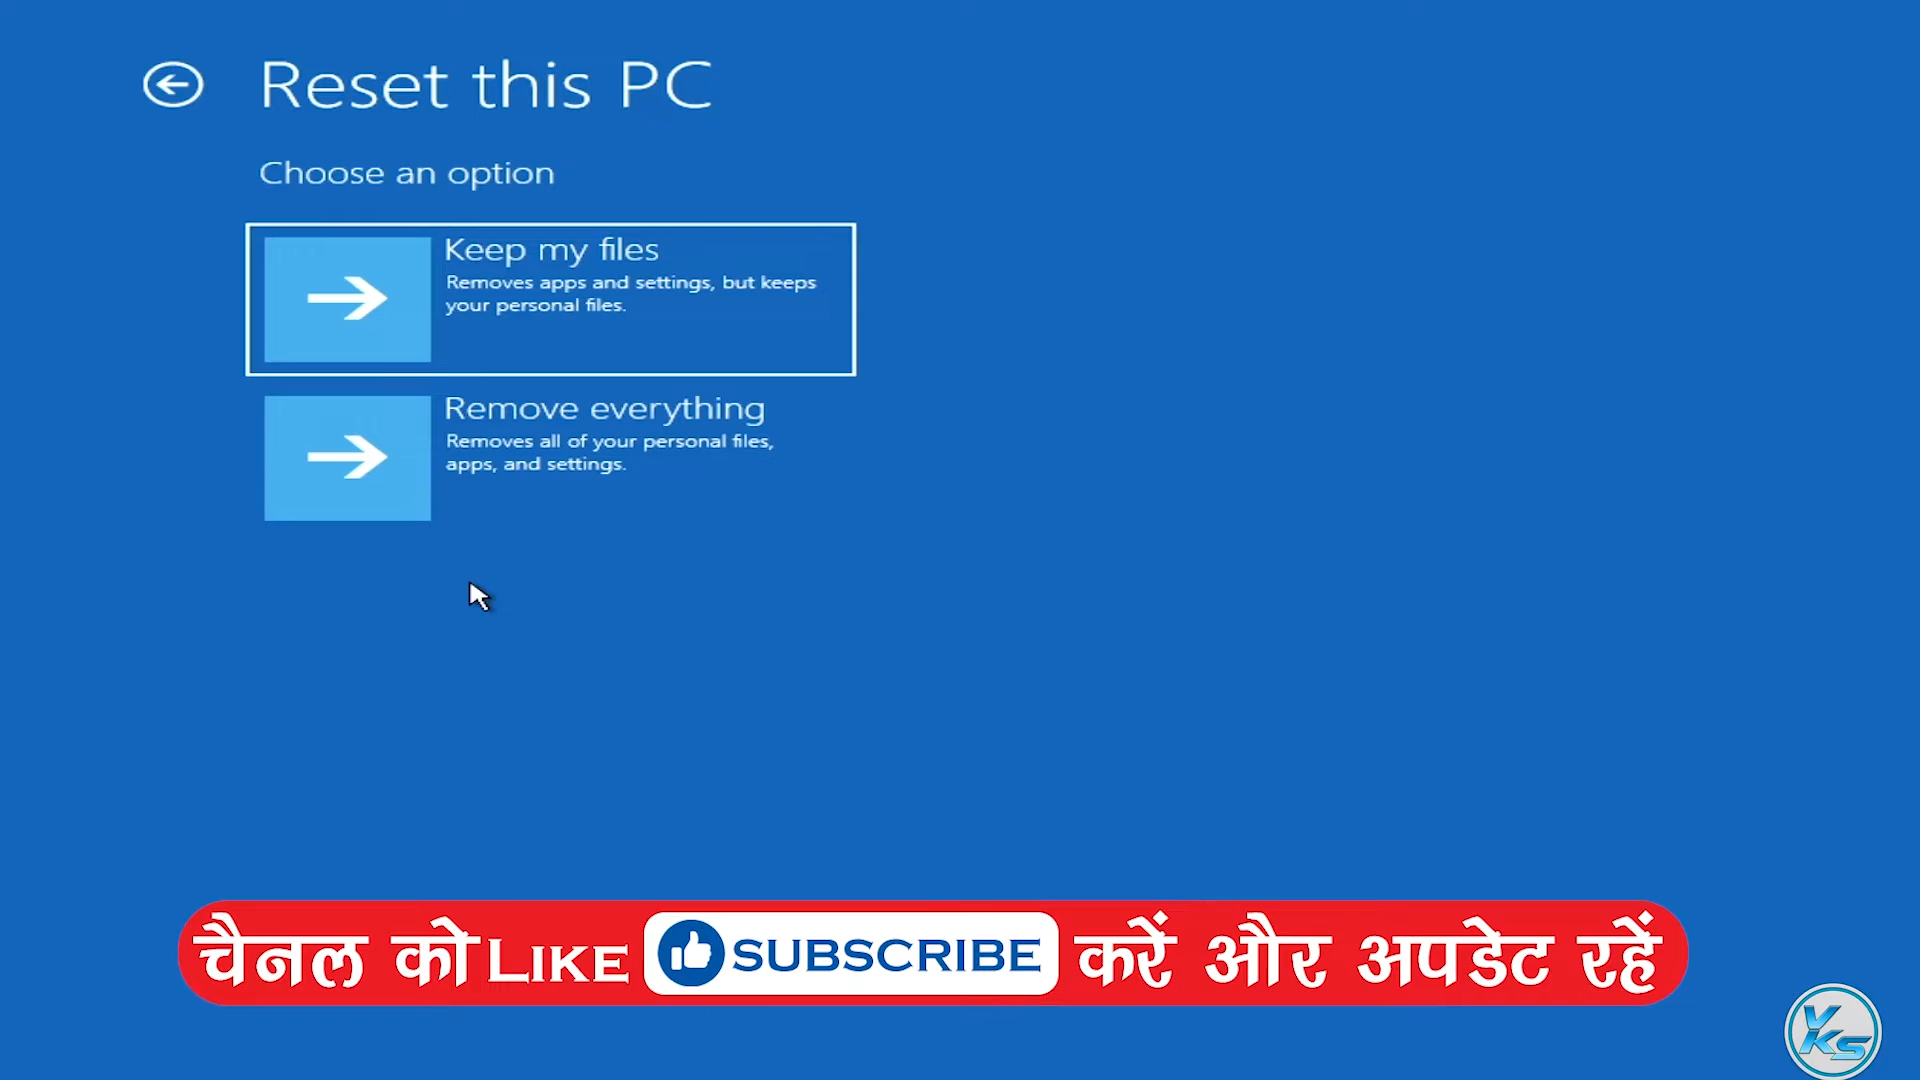 Reset this PC
Choose an option
Keep my files
Removes apps and settings, but keeps
your personal files.
Remove everything
Removes all of your personal files,
apps, and settings.
चैनल को LIKE SUBSCRIBE करें और अपडेट रहें
VKS